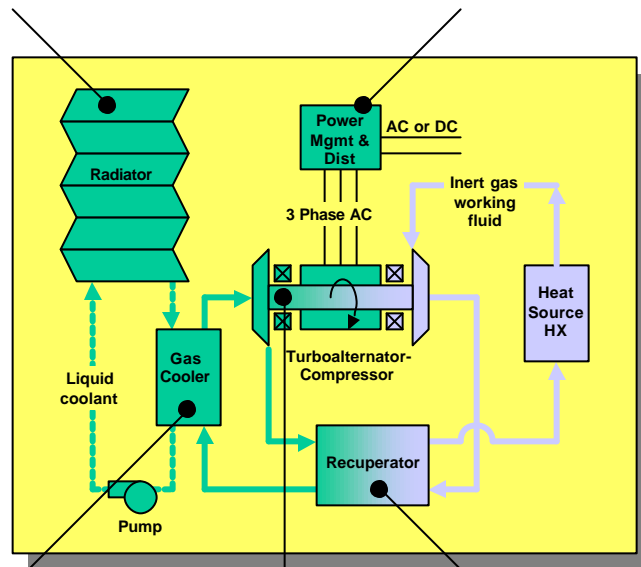 Power
Mgmt &
Dist
AC or DC
Radiator
Inert gas
working
fluid
3 Phase AC
Heat
Source
HX
Gas
Cooler
Turboalternator-
Compressor
Liquid
coolant
Recuperator
Pump